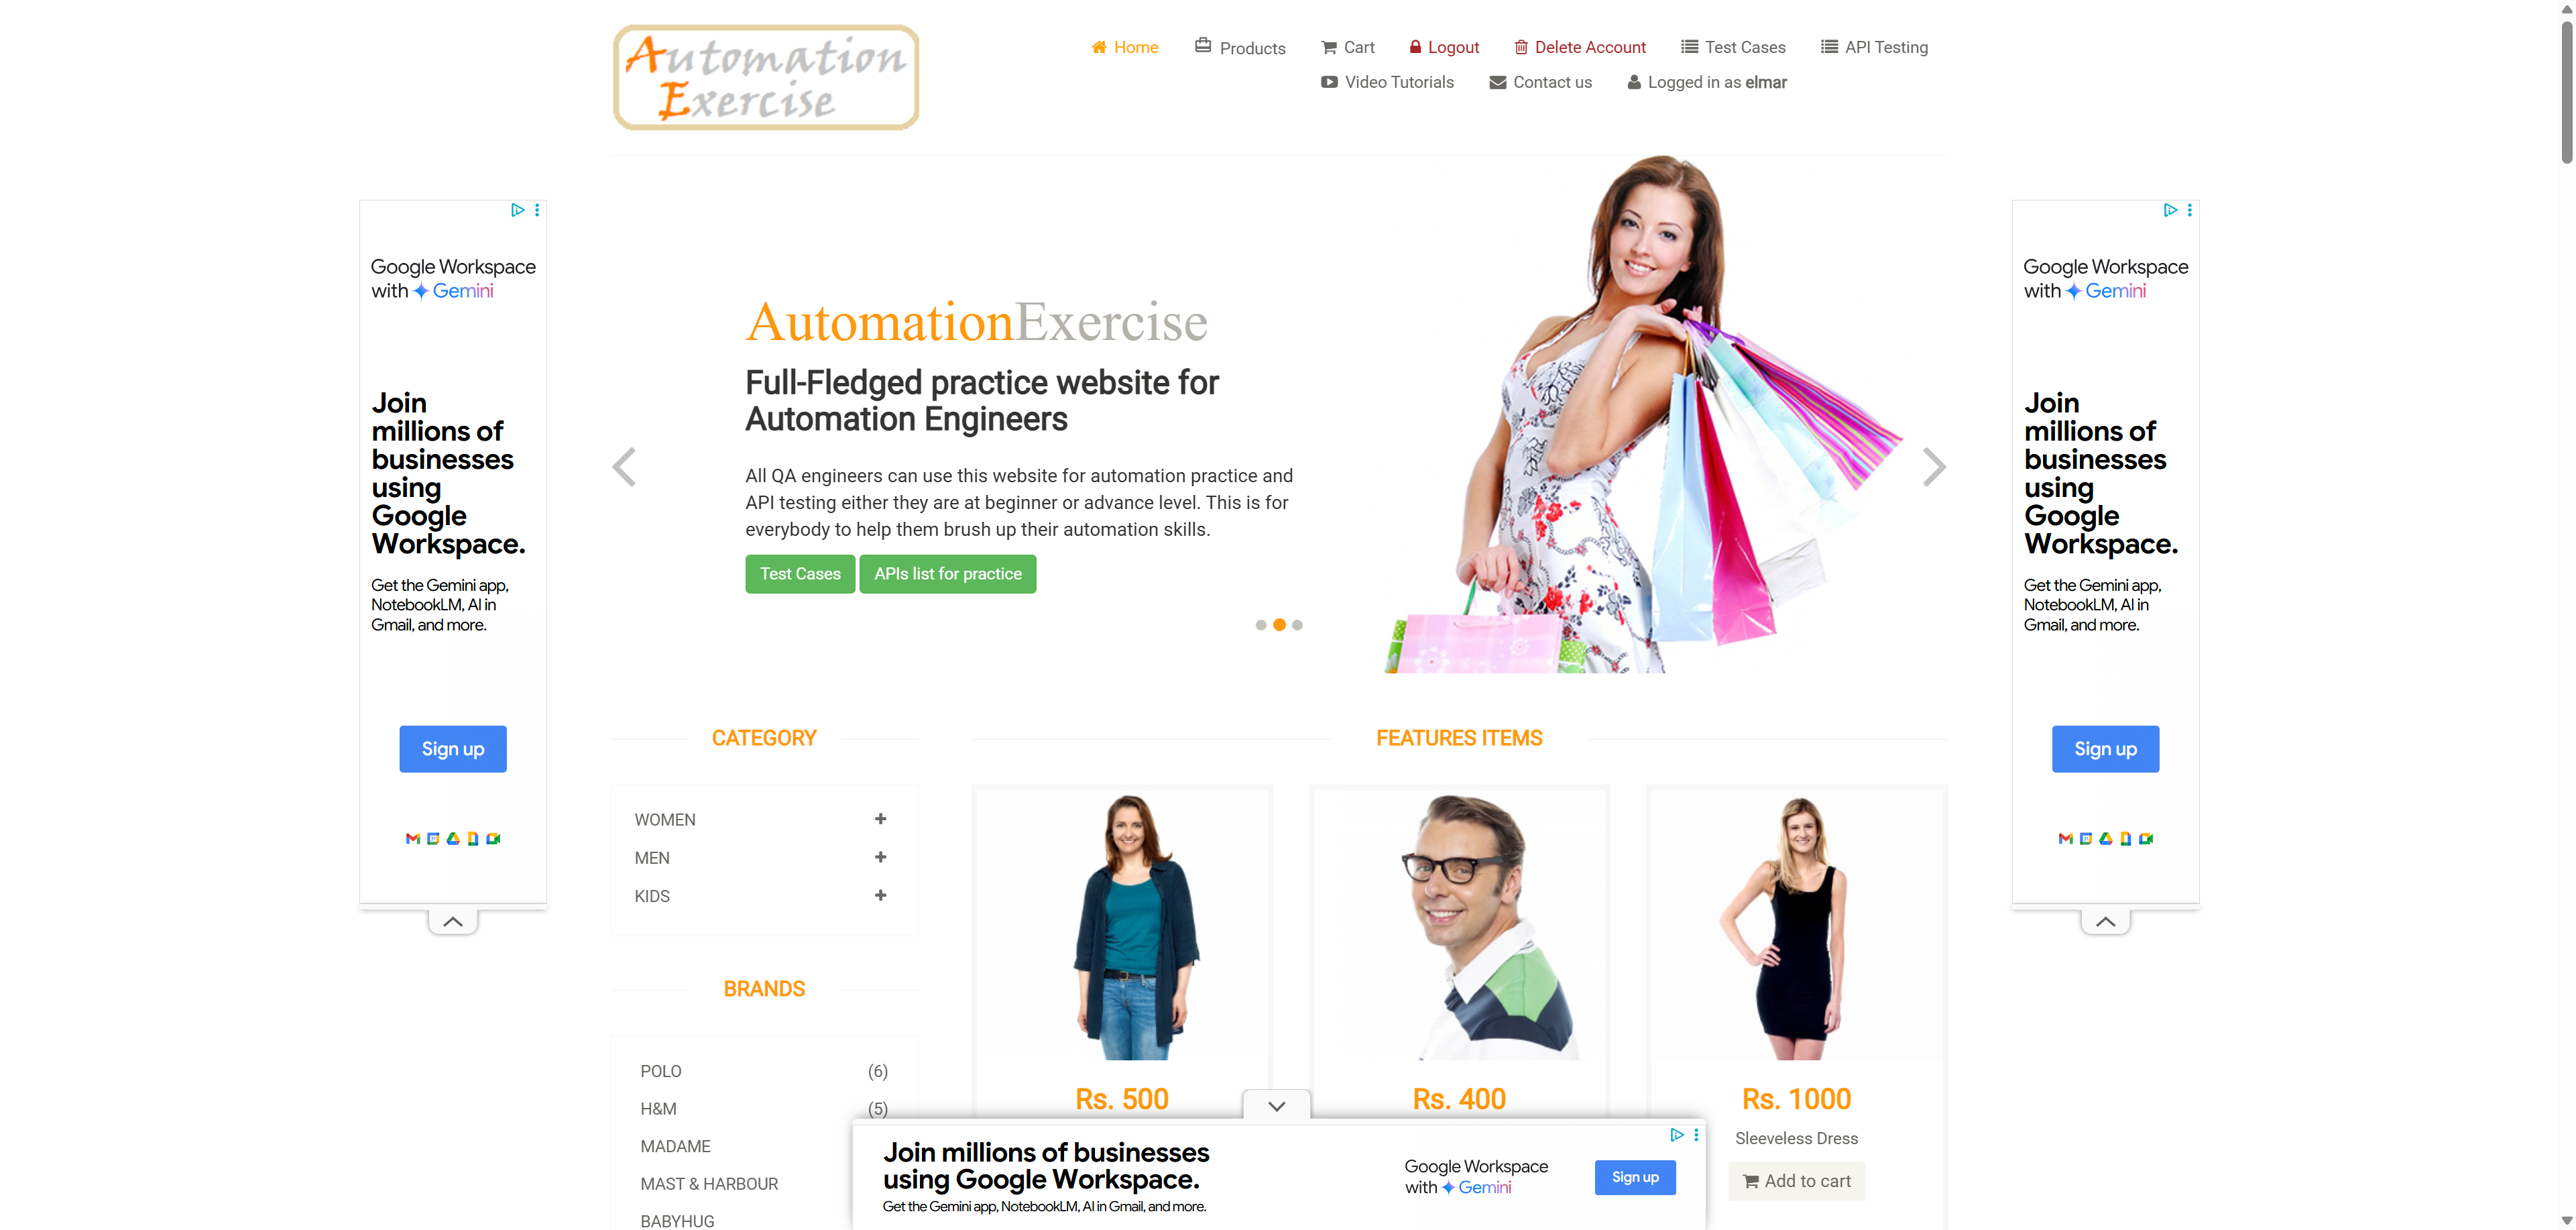 Automation
Exercise
Home
Products
Cart
Logout
Delete Account
Test Cases
API Testing
Video Tutorials
Contact us
Logged in as elmar
Google Workspace
with Gemini
Join
millions of
businesses
using
Google
Workspace.
Get the Gemini app,
NotebookLM, AI in
Gmail, and more.
Sign up
AutomationExercise
Full-Fledged practice website for
Automation Engineers
All QA engineers can use this website for automation practice and
API testing either they are at beginner or advance level. This is for
everybody to help them brush up their automation skills.
Test Cases
APIs list for practice
Google Workspace
with Gemini
Join
millions of
businesses
using
Google
Workspace.
Get the Gemini app,
NotebookLM, AI in
Gmail, and more.
Sign up
CATEGORY
WOMEN
MEN
KIDS
BRANDS
POLO (6)
H&M (5)
MADAME
MAST & HARBOUR
BABYHUG
FEATURES ITEMS
Rs. 500
Rs. 400
Rs. 1000
Sleeveless Dress
Add to cart
Join millions of businesses
using Google Workspace.
Get the Gemini app, NotebookLM, AI in Gmail, and more.
Google Workspace
with Gemini
Sign up